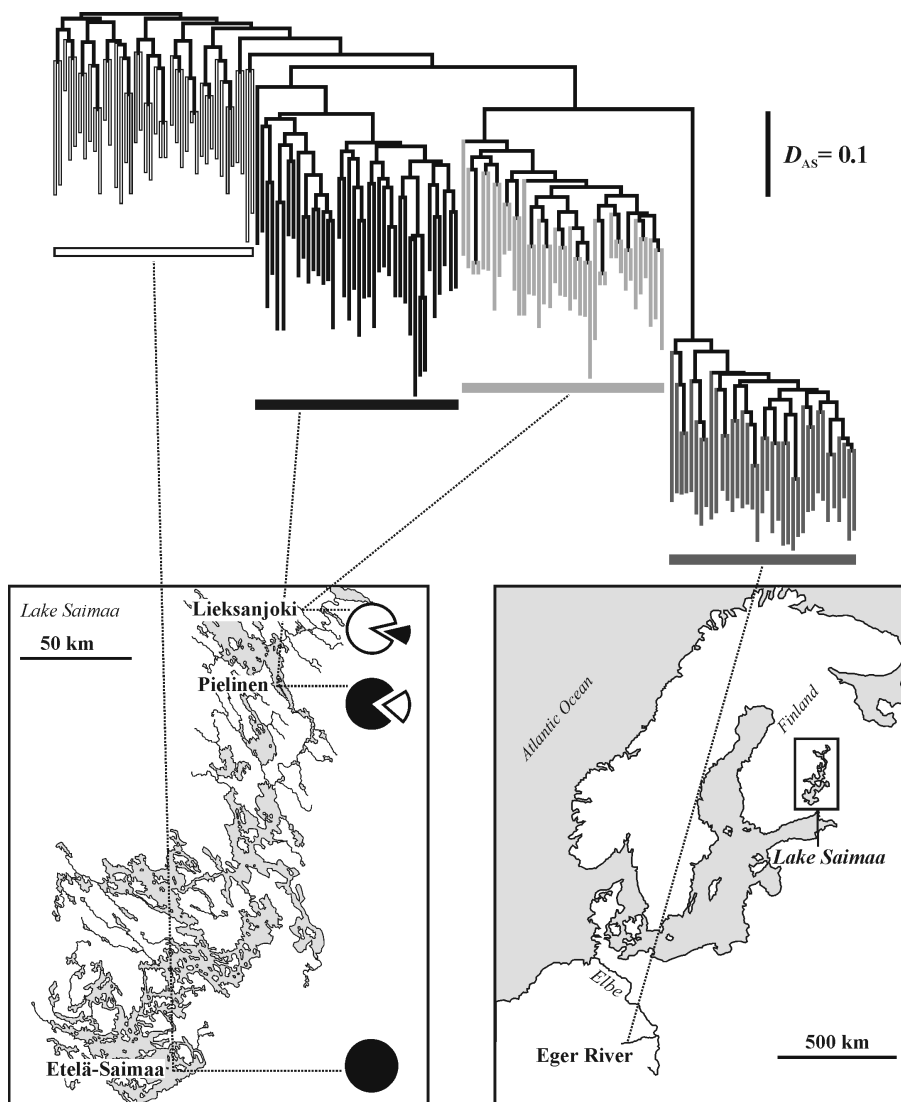 D_AS = 0.1
Lake Saimaa
50 km
Lieksanjoki
Pielinen
Etelä-Saimaa
Atlantic Ocean
Finland
Lake Saimaa
Elbe
Eger River
500 km